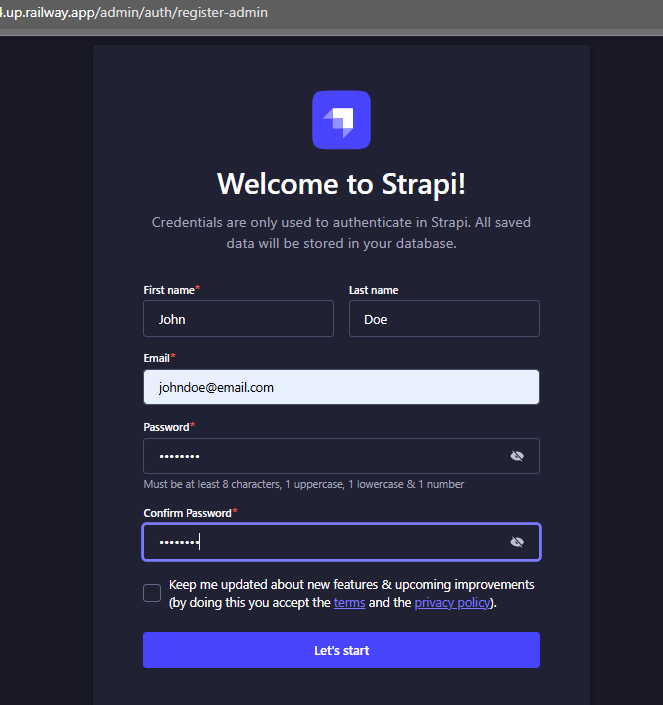 4.up.railway.app/admin/auth/register-admin
Welcome to Strapi!
Credentials are only used to authenticate in Strapi. All saved
data will be stored in your database.
First name*
Last name
John
Doe
Email*
johndoe@email.com
Password*
••••••••
Must be at least 8 characters, 1 uppercase, 1 lowercase & 1 number
Confirm Password*
••••••••
Keep me updated about new features & upcoming improvements
(by doing this you accept the terms and the privacy policy).
Let's start